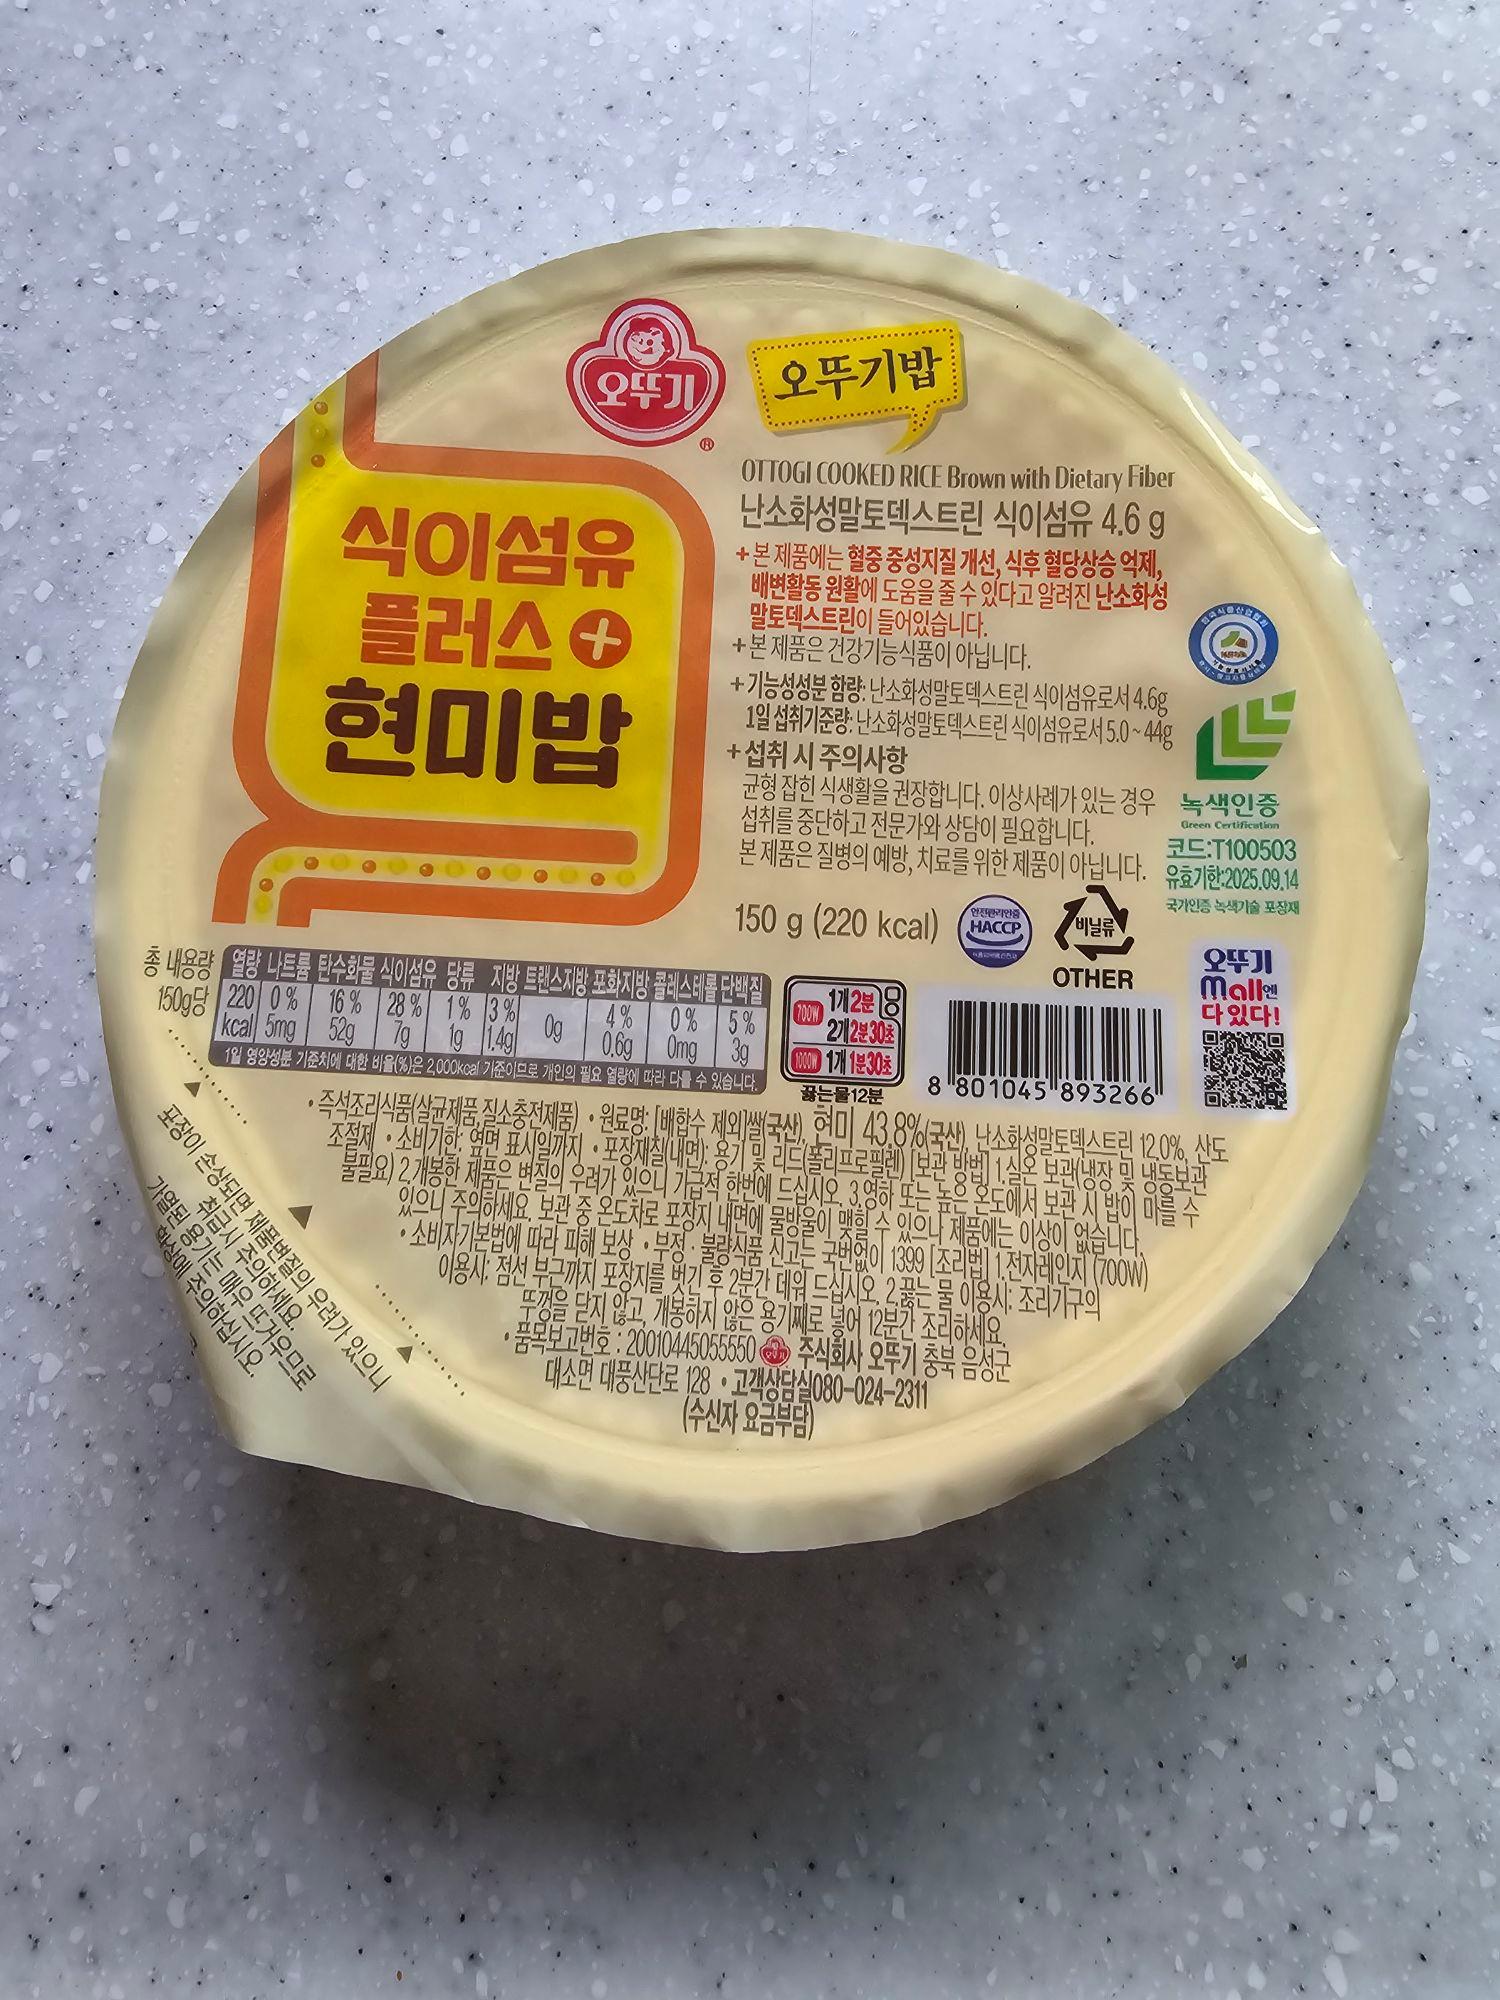 오뚜기
®
오뚜기밥
OTTOGI COOKED RICE Brown with Dietary Fiber
난소화성말토덱스트린 식이섬유 4.6 g
식이섬유
플러스 +
현미밥
+ 본 제품에는 혈중 중성지질 개선, 식후 혈당상승 억제,
배변활동 원활에 도움을 줄 수 있다고 알려진 난소화성
말토덱스트린이 들어있습니다.
+ 본 제품은 건강기능식품이 아닙니다.
+ 기능성성분 함량: 난소화성말토덱스트린 식이섬유로서 4.6g
1일 섭취기준량: 난소화성말토덱스트린 식이섬유로서 5.0~44g
+ 섭취 시 주의사항
균형 잡힌 식생활을 권장합니다. 이상사례가 있는 경우
섭취를 중단하고 전문가와 상담이 필요합니다.
본 제품은 질병의 예방, 치료를 위한 제품이 아닙니다.
녹색인증
Green Certification
코드:T100503
유효기한:2025.09.14
국가인증 녹색기술 포장재
150 g (220 kcal)
안전관리인증
HACCP
비닐류
OTHER
오뚜기
mall엔
다 있다!
총 내용량
150g당
열량 나트륨 탄수화물 식이섬유 당류 지방 트랜스지방 포화지방 콜레스테롤 단백질
220 0 % 16 % 28 % 1 % 3 % 4 % 0 % 5 %
kcal 5mg 52g 7g 1g 1.4g 0g 0.6g 0mg 3g
1일 영양성분 기준치에 대한 비율(%)은 2,000kcal 기준이므로 개인의 필요 열량에 따라 다를 수 있습니다.
700W 1개 2분
2개 2분30초
1000W 1개 1분30초
끓는물12분
8 801045 893266
• 즉석조리식품(살균제품,질소충전제품) • 원료명: [배합수 제외]쌀(국산), 현미 43.8%(국산), 난소화성말토덱스트린 12.0%, 산도
조절제 • 소비기한: 옆면 표시일까지 • 포장재질(내면): 용기 및 리드(폴리프로필렌) [보관 방법] 1.실온 보관(냉장 및 냉동보관
불필요) 2.개봉한 제품은 변질의 우려가 있으니 가급적 한번에 드십시오. 3.영하 또는 높은 온도에서 보관 시 밥이 마를 수
있으니 주의하세요. 보관 중 온도차로 포장지 내면에 물방울이 맺힐 수 있으나 제품에는 이상이 없습니다.
• 소비자기본법에 따라 피해 보상 • 부정·불량식품 신고는 국번없이 1399 [조리법] 1.전자레인지 (700W)
이용시: 점선 부근까지 포장지를 벗긴 후 2분간 데워 드십시오. 2.끓는 물 이용시: 조리기구의
뚜껑을 닫지 않고, 개봉하지 않은 용기째로 넣어 12분간 조리하세요.
• 품목보고번호 : 20010445055550 오뚜기 주식회사 오뚜기 충북 음성군
대소면 대풍산단로 128 • 고객상담실080-024-2311
(수신자 요금부담)
포장이 손상되면 제품변질의 우려가 있으니
취급시 주의하세요.
가열된 용기는 매우 뜨거우므로
화상에 주의하십시오.